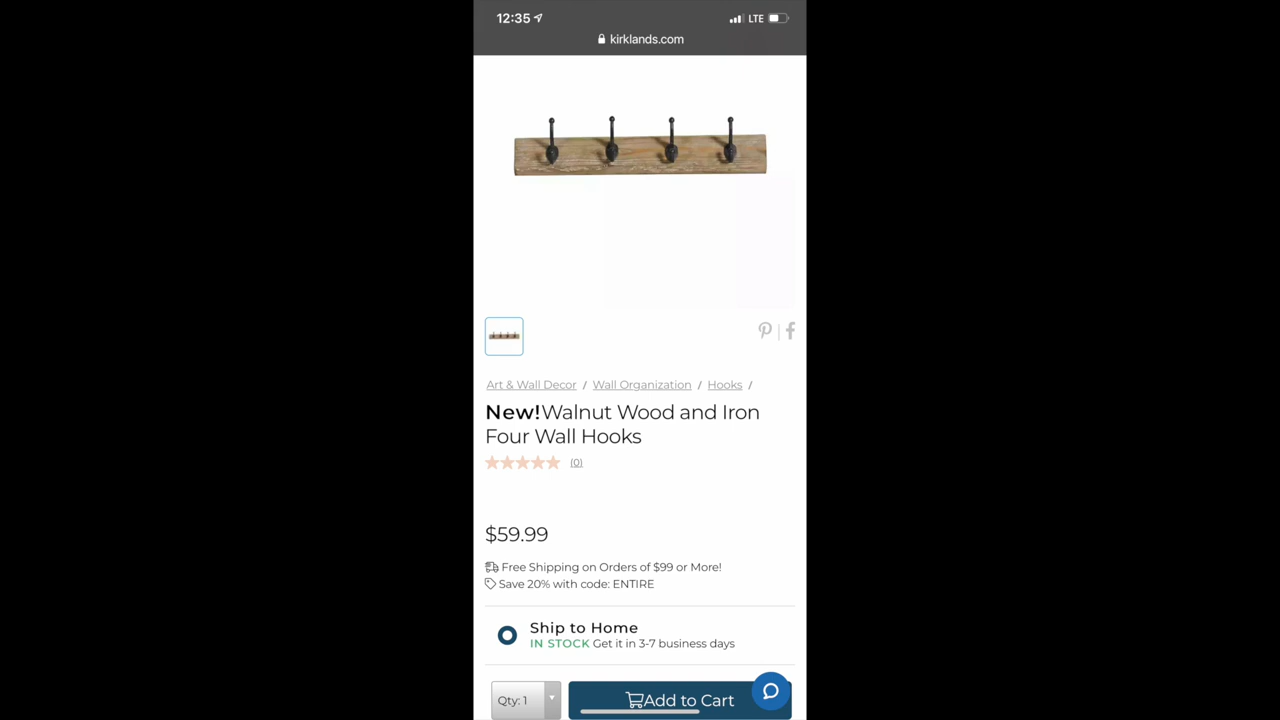 12:35
LTE
kirklands.com
Art & Wall Decor / Wall Organization / Hooks /
New!Walnut Wood and Iron
Four Wall Hooks
(0)
$59.99
Free Shipping on Orders of $99 or More!
Save 20% with code: ENTIRE
Ship to Home
IN STOCK Get it in 3-7 business days
Qty: 1
Add to Cart